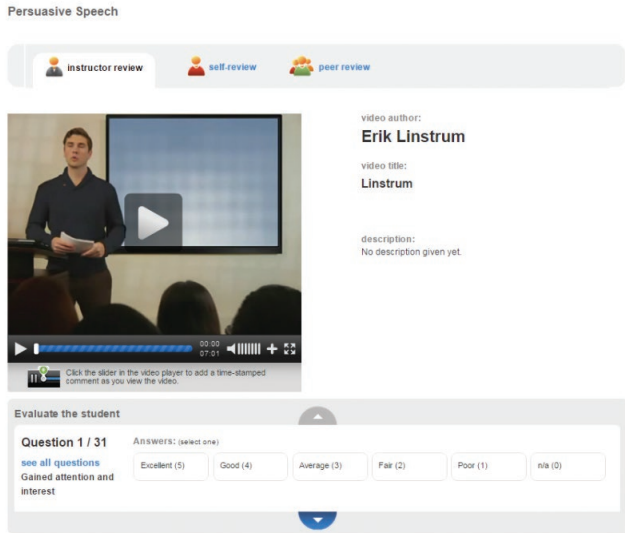 Persuasive Speech
instructor review
self-review
peer review
video author:
Erik Linstrum
video title:
Linstrum
description:
No description given yet.
00:00
07:01
Click the slider in the video player to add a time-stamped
comment as you view the video.
Evaluate the student
Question 1 / 31
Answers: (select one)
see all questions
Gained attention and
interest
Excellent (5)
Good (4)
Average (3)
Fair (2)
Poor (1)
n/a (0)